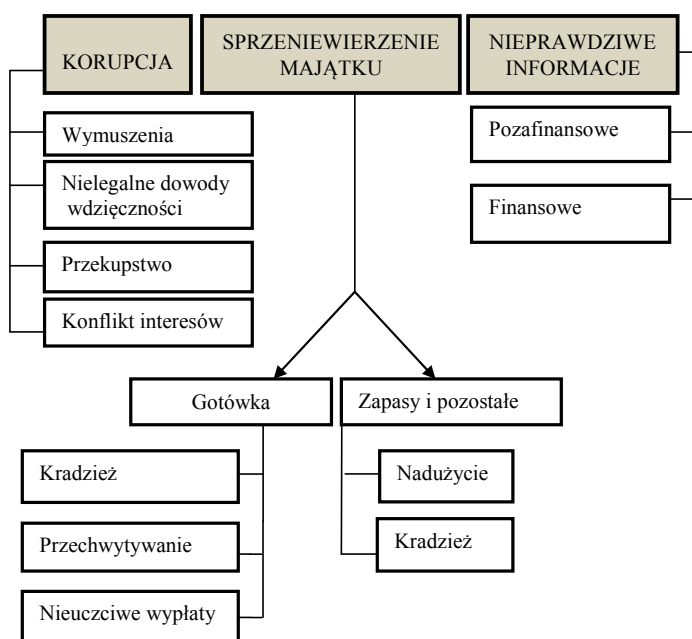 KORUPCJA
SPRZENIEWIERZENIE
MAJĄTKU
NIEPRAWDZIWE
INFORMACJE
Wymuszenia
Nielegalne dowody
wdzięczności
Przekupstwo
Konflikt interesów
Pozafinansowe
Finansowe
Gotówka
Zapasy i pozostałe
Kradzież
Przechwytywanie
Nieuczciwe wypłaty
Nadużycie
Kradzież